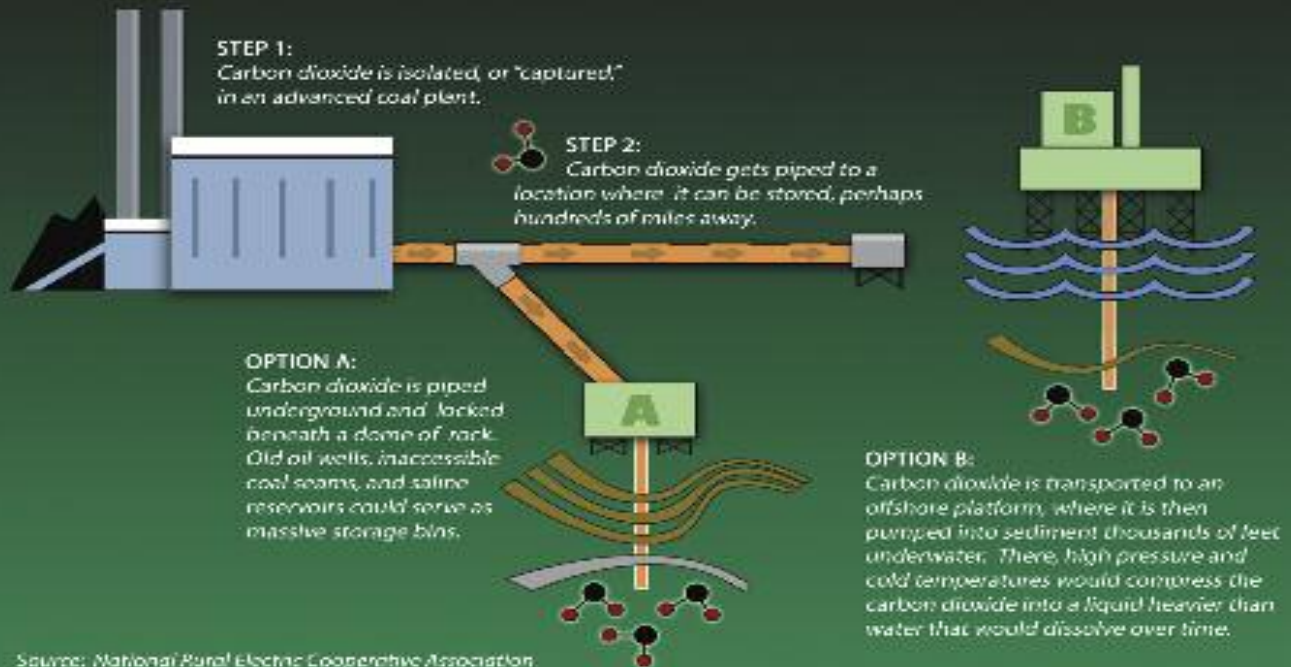 STEP 1:
Carbon dioxide is isolated, or "captured,"
in an advanced coal plant.
STEP 2:
Carbon dioxide gets piped to a
location where it can be stored, perhaps
hundreds of miles away.
B
OPTION A:
Carbon dioxide is piped
underground and locked
beneath a dome of rock.
Old oil wells, inaccessible
coal seams, and saline
reservoirs could serve as
massive storage bins.
A
OPTION B:
Carbon dioxide is transported to an
offshore platform, where it is then
pumped into sediment thousands of feet
underwater. There, high pressure and
cold temperatures would compress the
carbon dioxide into a liquid heavier than
water that would dissolve over time.
Source: National Rural Electric Cooperative Association